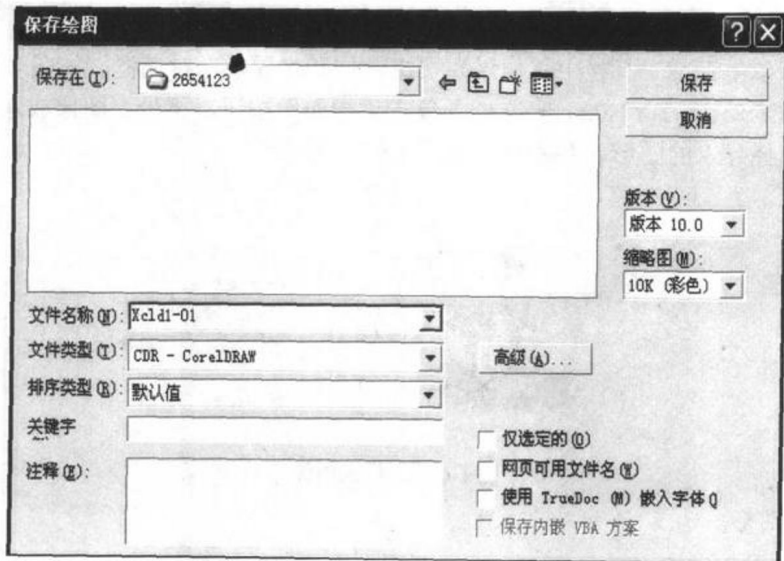 保存绘图
保存在(I): 2654123
保存
取消
版本(V):
版本 10.0
缩略图(M):
10K (彩色)
文件名称(N): Xcld1-01
文件类型(T): CDR - CorelDRAW
高级(A)...
排序类型(R): 默认值
关键字
仅选定的(O)
注释(E):
网页可用文件名(W)
使用 TrueDoc (M) 嵌入字体
保存内嵌 VBA 方案